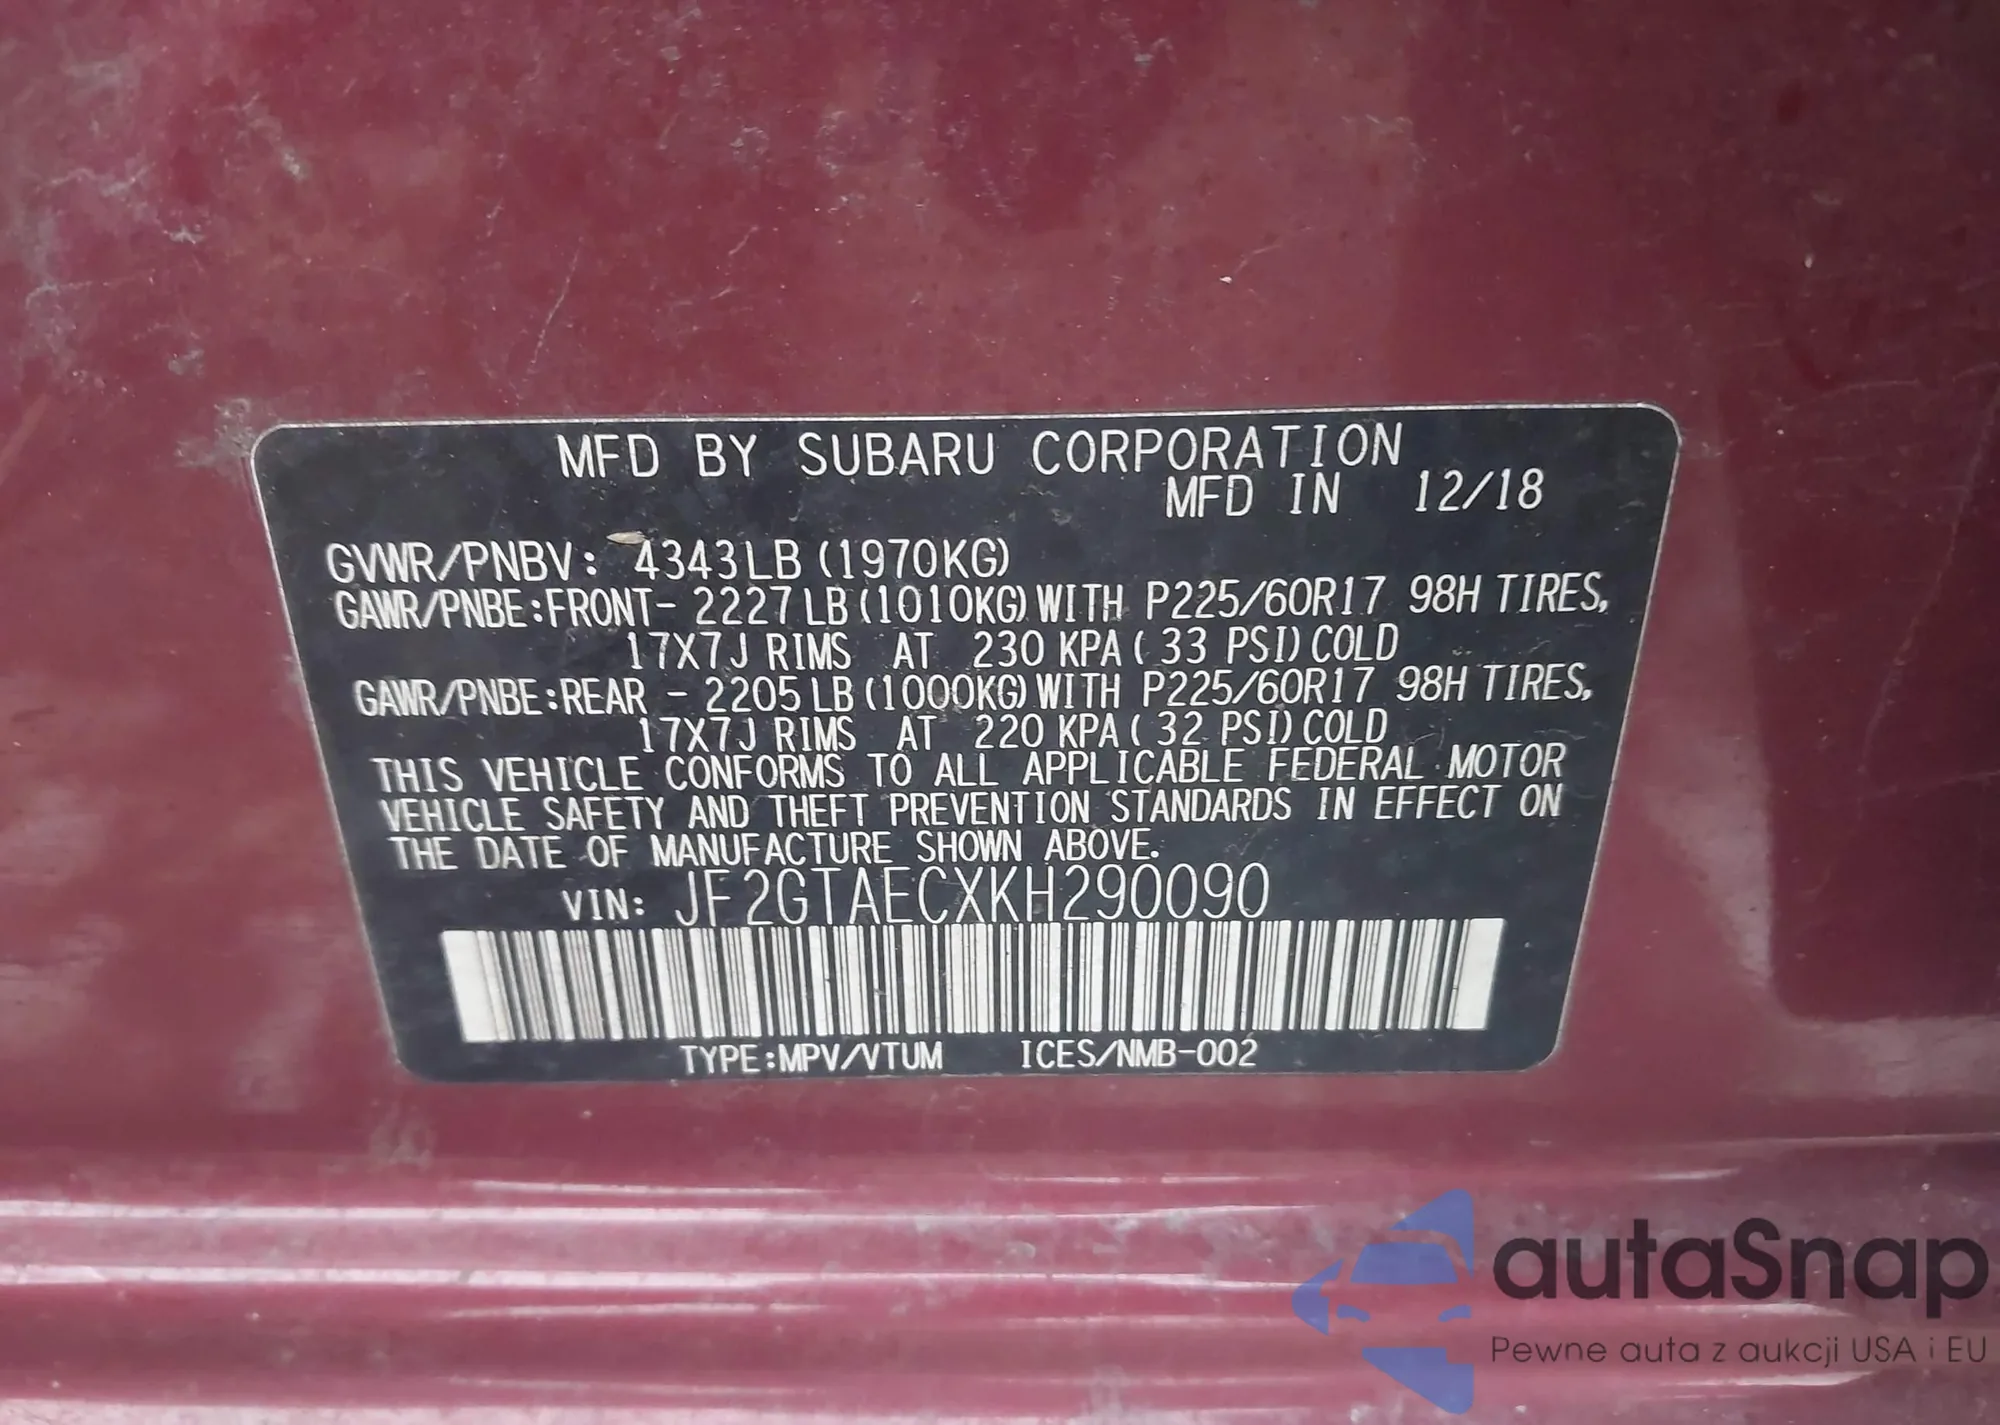 MFD BY SUBARU CORPORATION
MFD IN 12/18
GVWR/PNBV: 4343LB (1970KG)
GAWR/PNBE:FRONT- 2227LB(1010KG)WITH P225/60R17 98H TIRES,
17X7J RIMS AT 230 KPA( 33 PSI)COLD
GAWR/PNBE:REAR - 2205LB(1000KG)WITH P225/60R17 98H TIRES,
17X7J RIMS AT 220 KPA( 32 PSI)COLD
THIS VEHICLE CONFORMS TO ALL APPLICABLE FEDERAL MOTOR
VEHICLE SAFETY AND THEFT PREVENTION STANDARDS IN EFFECT ON
THE DATE OF MANUFACTURE SHOWN ABOVE.
VIN: JF2GTAECXKH290090
TYPE:MPV/VTUM ICES/NMB-002
autaSnap
Pewne auta z aukcji USA i EU